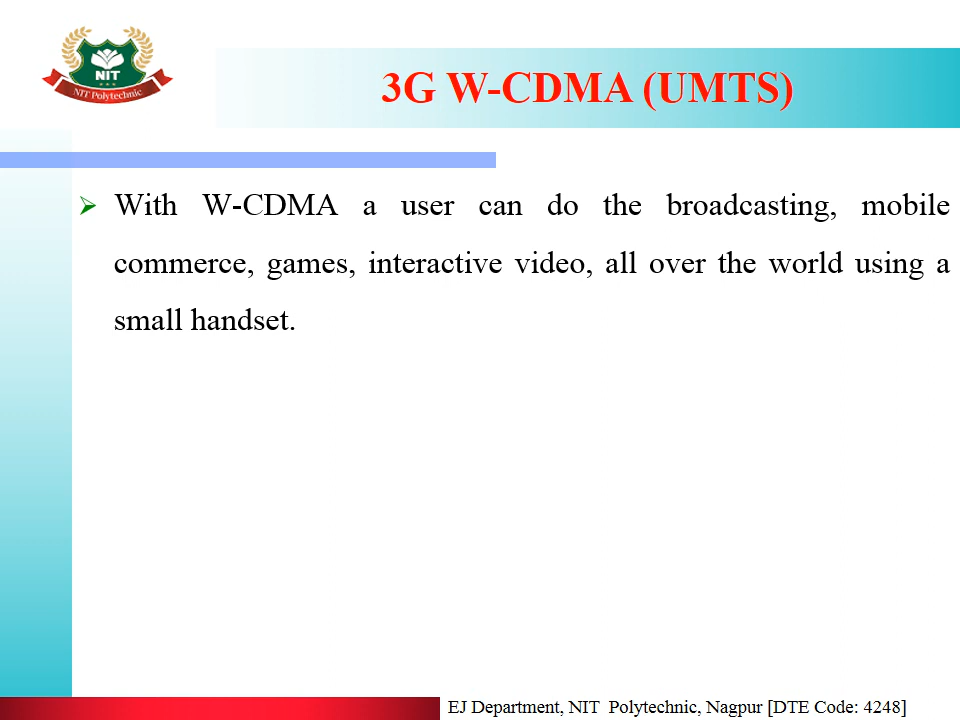 NIT
NIT Polytechnic
3G W-CDMA (UMTS)
With W-CDMA a user can do the broadcasting, mobile
commerce, games, interactive video, all over the world using a
small handset.
EJ Department, NIT Polytechnic, Nagpur [DTE Code: 4248]